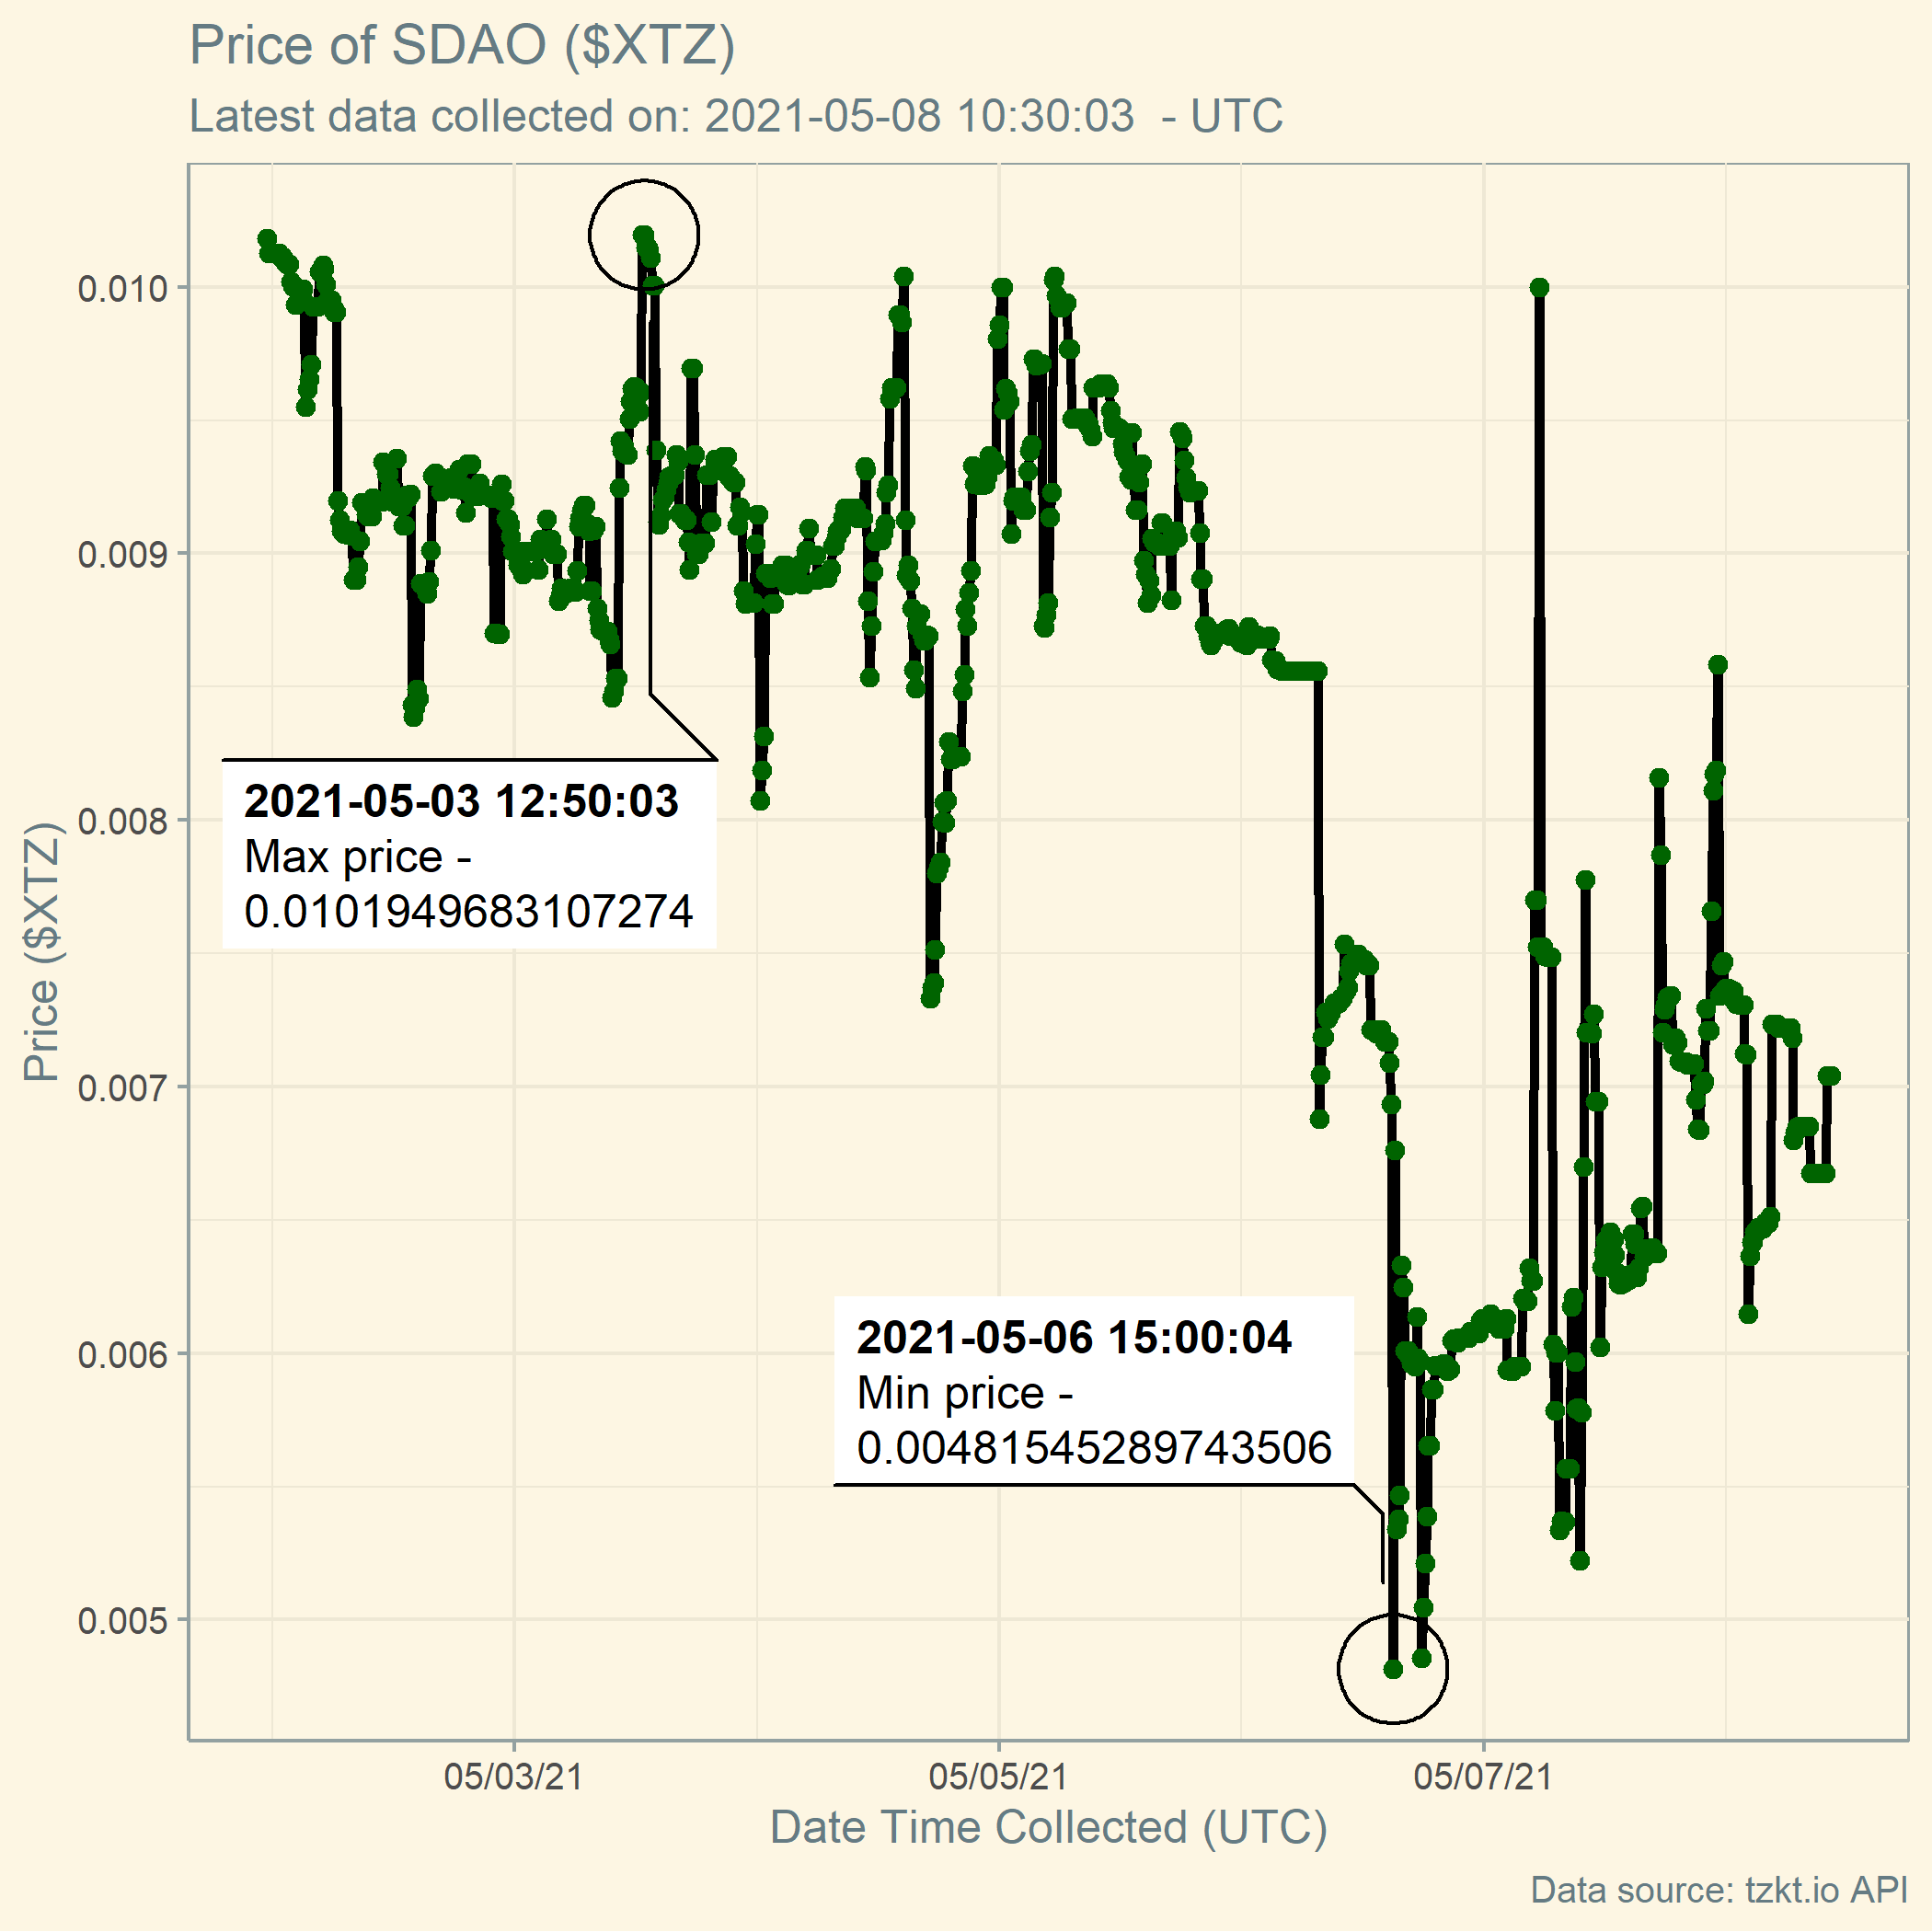 Price of SDAO ($XTZ)
Latest data collected on: 2021-05-08 10:30:03  - UTC
0.010
0.009
0.008
0.007
0.006
0.005
Price ($XTZ)
2021-05-03 12:50:03
Max price -
0.0101949683107274
2021-05-06 15:00:04
Min price -
0.00481545289743506
05/03/21
05/05/21
05/07/21
Date Time Collected (UTC)
Data source: tzkt.io API